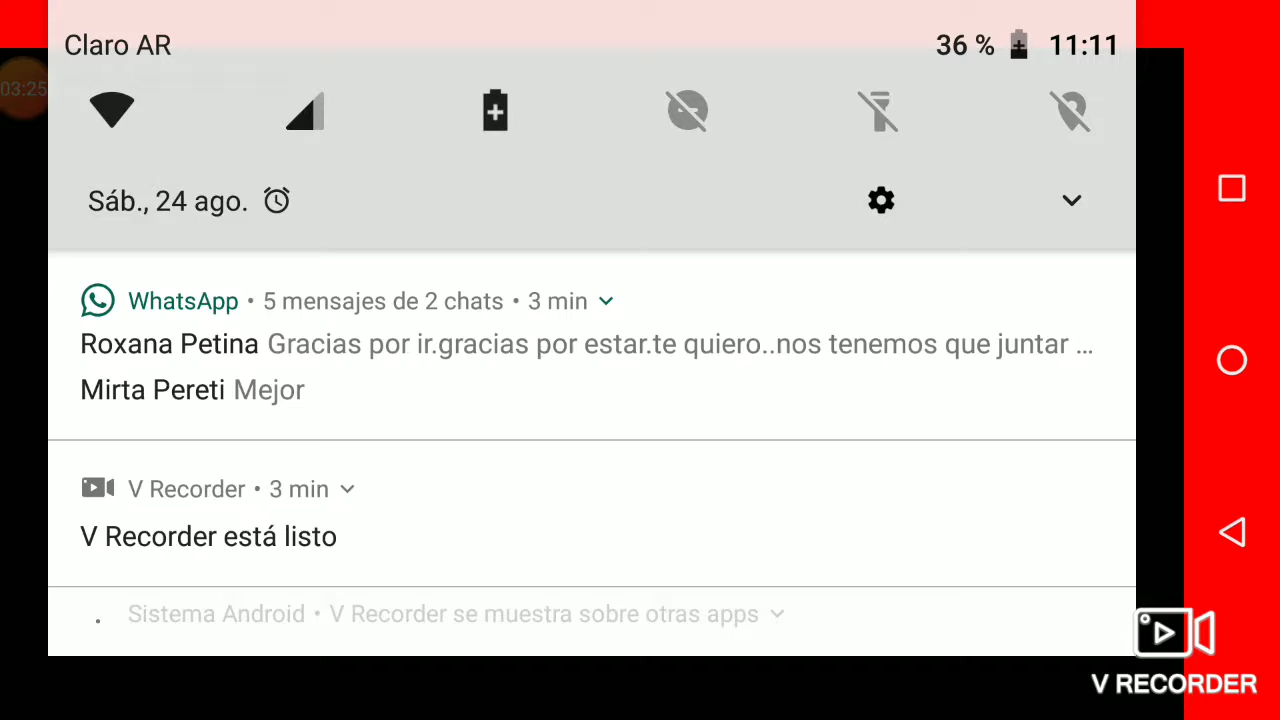 Claro AR
36 % 11:11
03:25
Sáb., 24 ago.
WhatsApp • 5 mensajes de 2 chats • 3 min
Roxana Petina Gracias por ir.gracias por estar.te quiero..nos tenemos que juntar ...
Mirta Pereti Mejor
V Recorder • 3 min
V Recorder está listo
Sistema Android • V Recorder se muestra sobre otras apps
V RECORDER